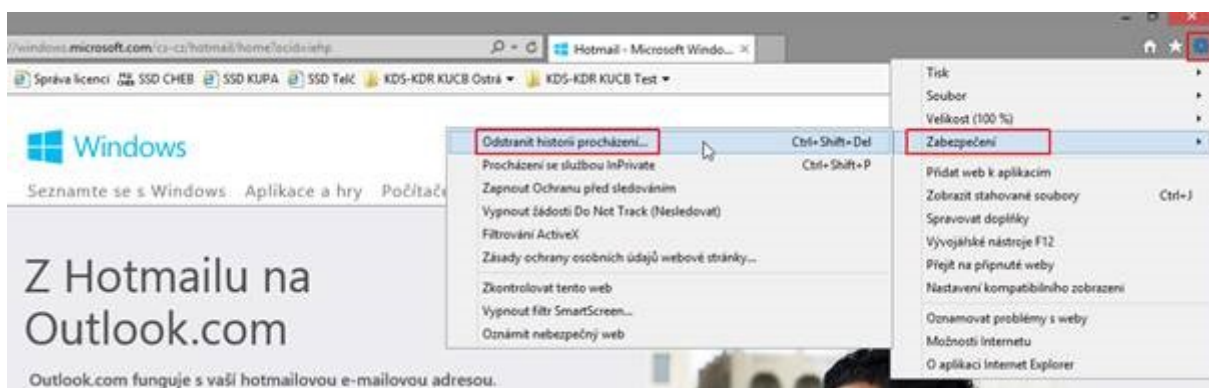 //windows.microsoft.com/cs-cz/hotmail/home?ocid=iehp
Hotmail - Microsoft Windo... ×
Správa licencí SSD CHEB SSD KUPA SSD Telč KDS-KDR KUCB Ostrá KDS-KDR KUCB Test
Windows
Seznamte se s Windows Aplikace a hry Počítače
Z Hotmailu na
Outlook.com
Outlook.com funguje s vaší hotmailovou e-mailovou adresou.
Odstranit historii procházení... Ctrl+Shift+Del
Procházení se službou InPrivate Ctrl+Shift+P
Zapnout Ochranu před sledováním
Vypnout žádosti Do Not Track (Nesledovat)
Filtrování ActiveX
Zásady ochrany osobních údajů webové stránky...
Zkontrolovat tento web
Vypnout filtr SmartScreen...
Oznámit nebezpečný web
Tisk
Soubor
Velikost (100 %)
Zabezpečení
Přidat web k aplikacím
Zobrazit stahované soubory Ctrl+J
Spravovat doplňky
Vývojářské nástroje F12
Přejít na připnuté weby
Nastavení kompatibilního zobrazení
Oznamovat problémy s weby
Možnosti Internetu
O aplikaci Internet Explorer